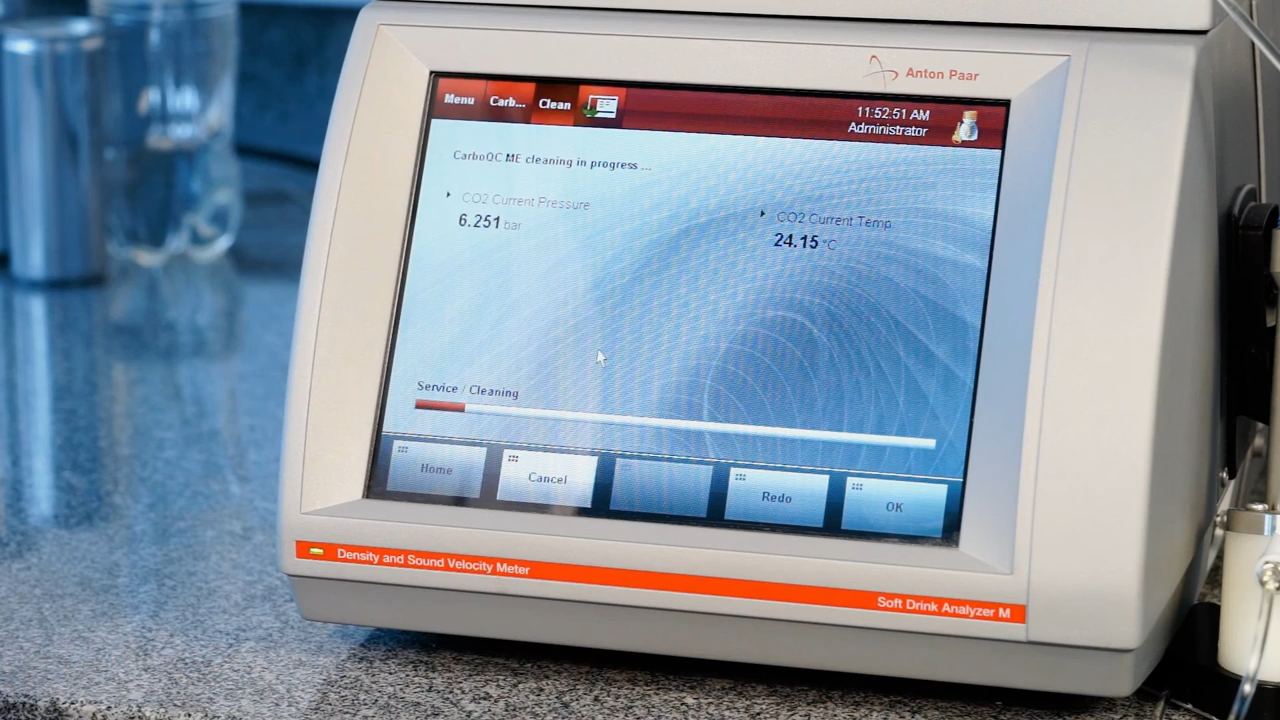 Anton Paar
Menu Carb... Clean
11:52:51 AM
Administrator
CarboQC ME cleaning in progress ...
CO2 Current Pressure
6.251 bar
CO2 Current Temp.
24.15 °C
Service / Cleaning
Home Cancel Redo OK
Density and Sound Velocity Meter
Soft Drink Analyzer M